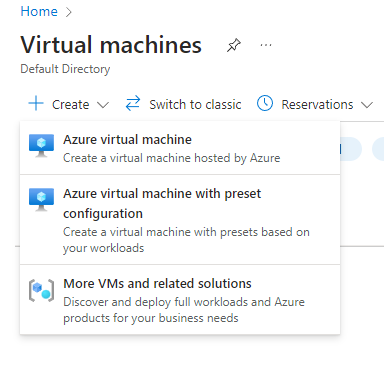 Home
Virtual machines
Default Directory
Create
Switch to classic
Reservations
Azure virtual machine
Create a virtual machine hosted by Azure
Azure virtual machine with preset
configuration
Create a virtual machine with presets based on
your workloads
More VMs and related solutions
Discover and deploy full workloads and Azure
products for your business needs